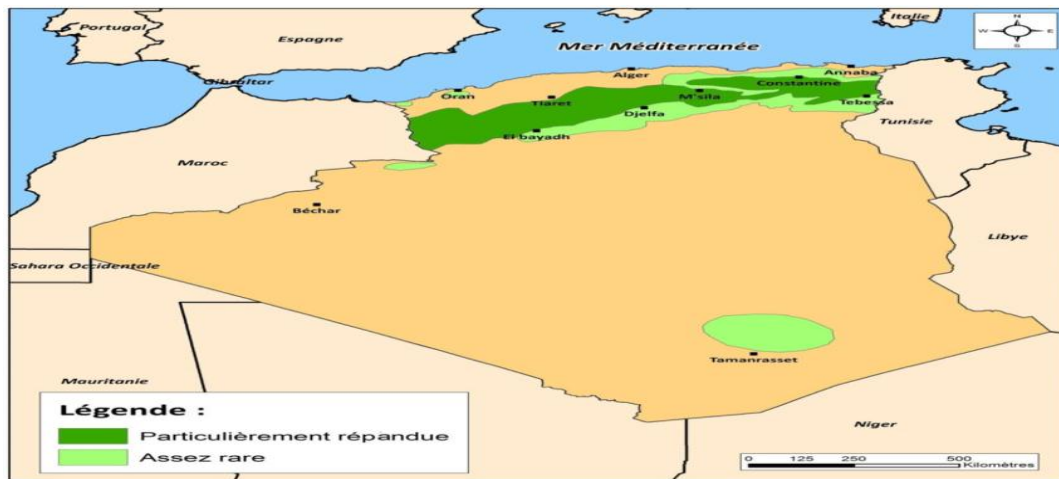 Portugal
Espagne
Italie
N
W E
S
Mer Méditerranée
Gibraltar
Alger
Annaba
Constantine
Oran
Tiaret
M'sila
Tebessa
Djelfa
El bayadh
Tunisie
Maroc
Béchar
Libye
Sahara Occidentale
Tamanrasset
Mauritanie
Niger
Légende :
Particulièrement répandue
Assez rare
0 125 250 500
Kilomètres